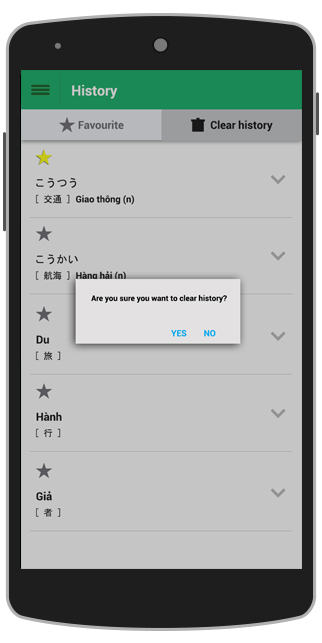 History
Favourite
Clear history
こうつう
[ 交通 ] Giao thông (n)
こうかい
[ 航海 ] Hàng hải (n)
Are you sure you want to clear history?
YES NO
Du
[ 旅 ]
Hành
[ 行 ]
Giả
[ 者 ]